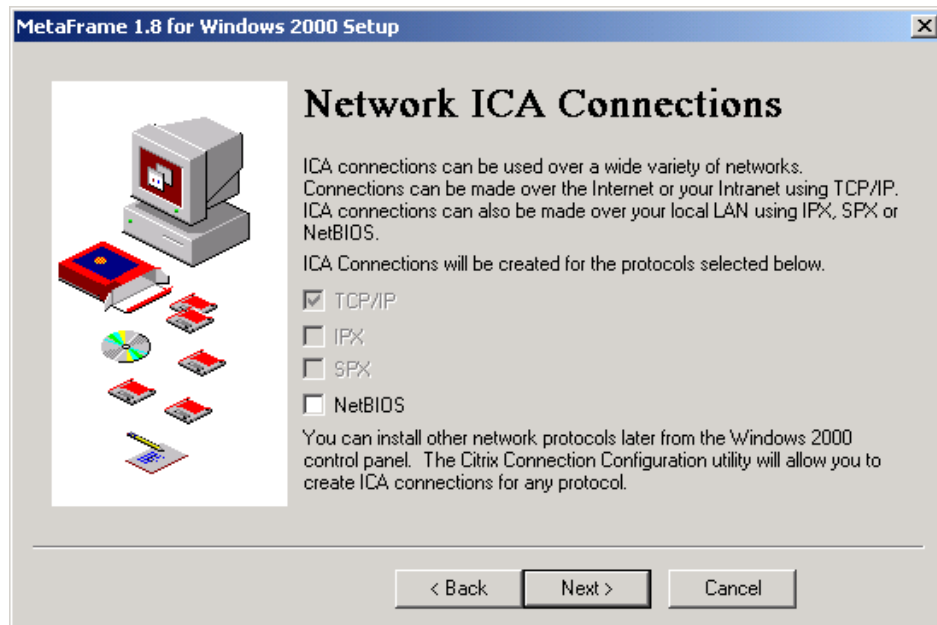 MetaFrame 1.8 for Windows 2000 Setup
Network ICA Connections
ICA connections can be used over a wide variety of networks.
Connections can be made over the Internet or your Intranet using TCP/IP.
ICA connections can also be made over your local LAN using IPX, SPX or
NetBIOS.
ICA Connections will be created for the protocols selected below.
TCP/IP
IPX
SPX
NetBIOS
You can install other network protocols later from the Windows 2000
control panel.  The Citrix Connection Configuration utility will allow you to
create ICA connections for any protocol.
< Back Next > Cancel